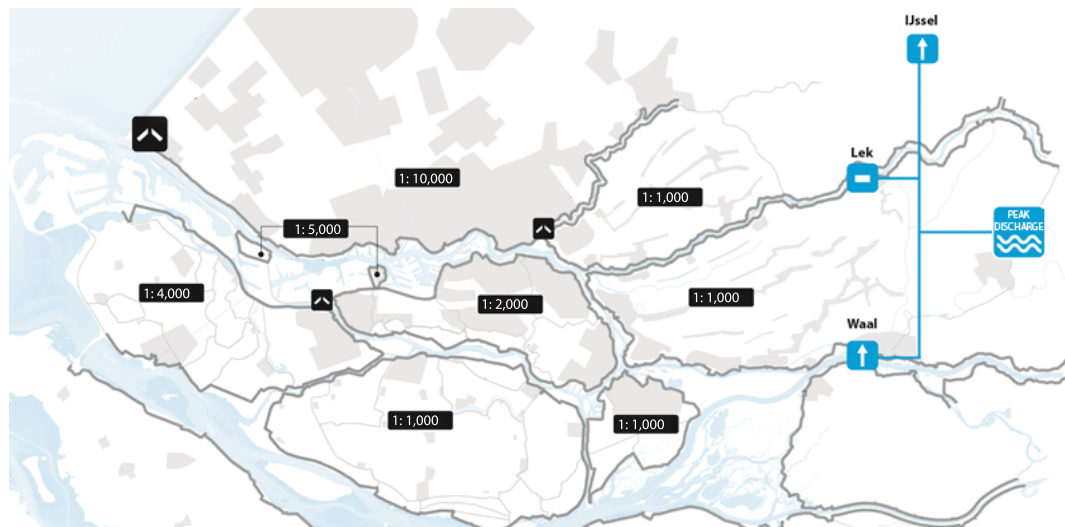 IJssel
Lek
1: 10,000
1: 1,000
PEAK
DISCHARGE
1: 5,000
1: 4,000
1: 2,000
1: 1,000
Waal
1: 1,000
1: 1,000